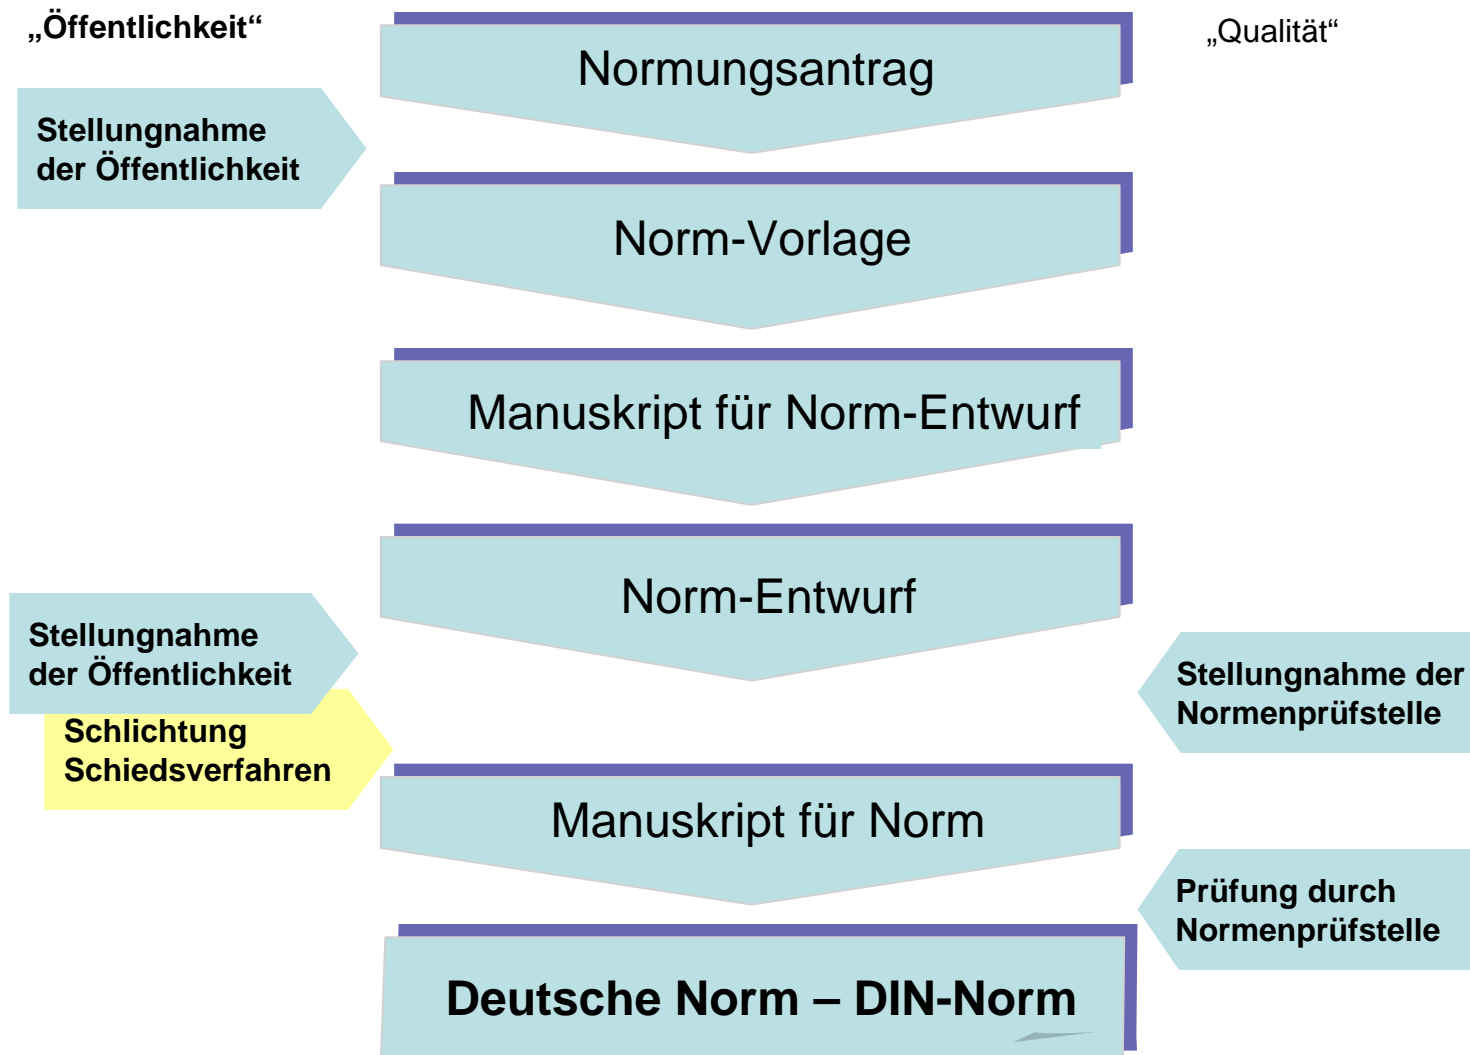 „Öffentlichkeit“
„Qualität“
Normungsantrag
Stellungnahme
der Öffentlichkeit
Norm-Vorlage
Manuskript für Norm-Entwurf
Norm-Entwurf
Stellungnahme
der Öffentlichkeit
Stellungnahme der
Normenprüfstelle
Schlichtung
Schiedsverfahren
Manuskript für Norm
Prüfung durch
Normenprüfstelle
Deutsche Norm – DIN-Norm